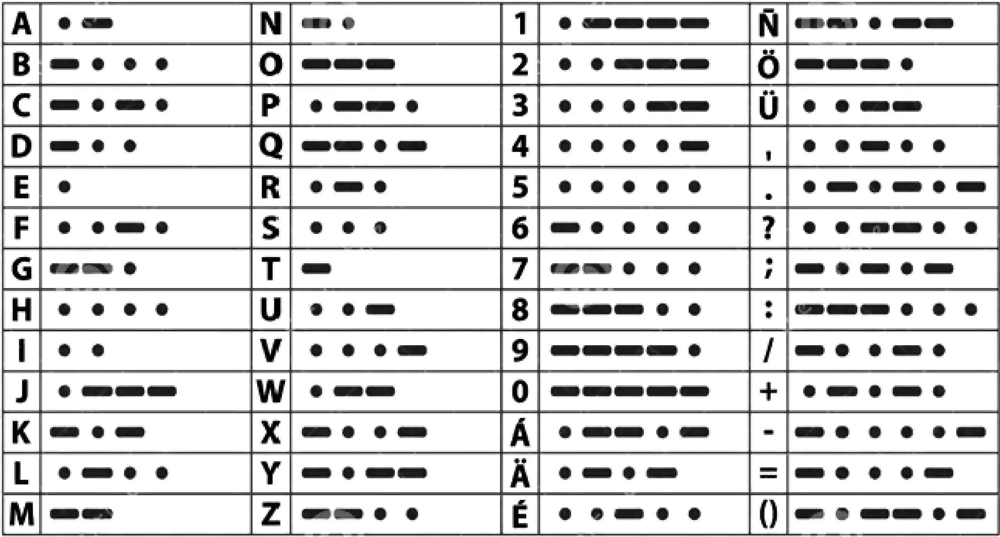 A • — N — • 1 • — — — — Ñ — — • — —
B — • • • O — — — 2 • • — — — Ö — — — •
C — • — • P • — — • 3 • • • — — Ü • • — —
D — • • Q — — • — 4 • • • • — , • • — • •
E • R • — • 5 • • • • • . • — • — • —
F • • — • S • • • 6 — • • • • ? • • — — • •
G — — • T — 7 — — • • • ; — • — • —
H • • • • U • • — 8 — — — • • : — — — • • •
I • • V • • • — 9 — — — — • / — • • — •
J • — — — W • — — 0 — — — — — + • — • — •
K — • — X — • • — Á • — — • — - — • • • • —
L • — • • Y — • — — Ä • — • — = — • • • —
M — — Z — — • • É • • — • • () — • — — • —